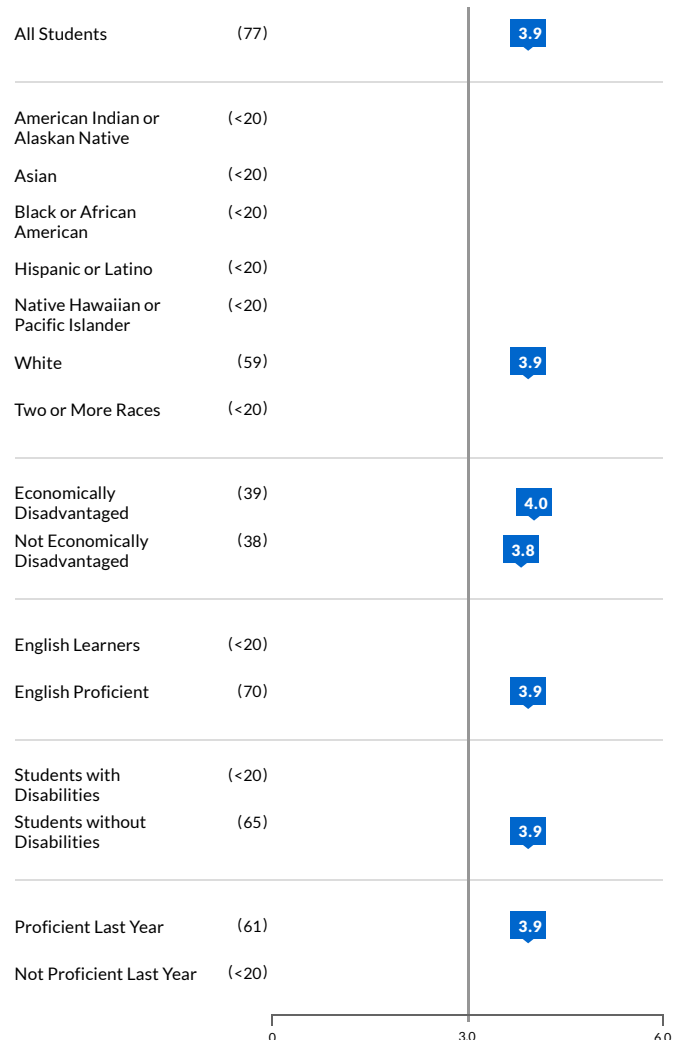 All Students (77) 3.9
American Indian or (<20)
Alaskan Native
Asian (<20)
Black or African (<20)
American
Hispanic or Latino (<20)
Native Hawaiian or (<20)
Pacific Islander
White (59) 3.9
Two or More Races (<20)
Economically (39) 4.0
Disadvantaged
Not Economically (38) 3.8
Disadvantaged
English Learners (<20)
English Proficient (70) 3.9
Students with (<20)
Disabilities
Students without (65) 3.9
Disabilities
Proficient Last Year (61) 3.9
Not Proficient Last Year (<20)
0 3.0 6.0